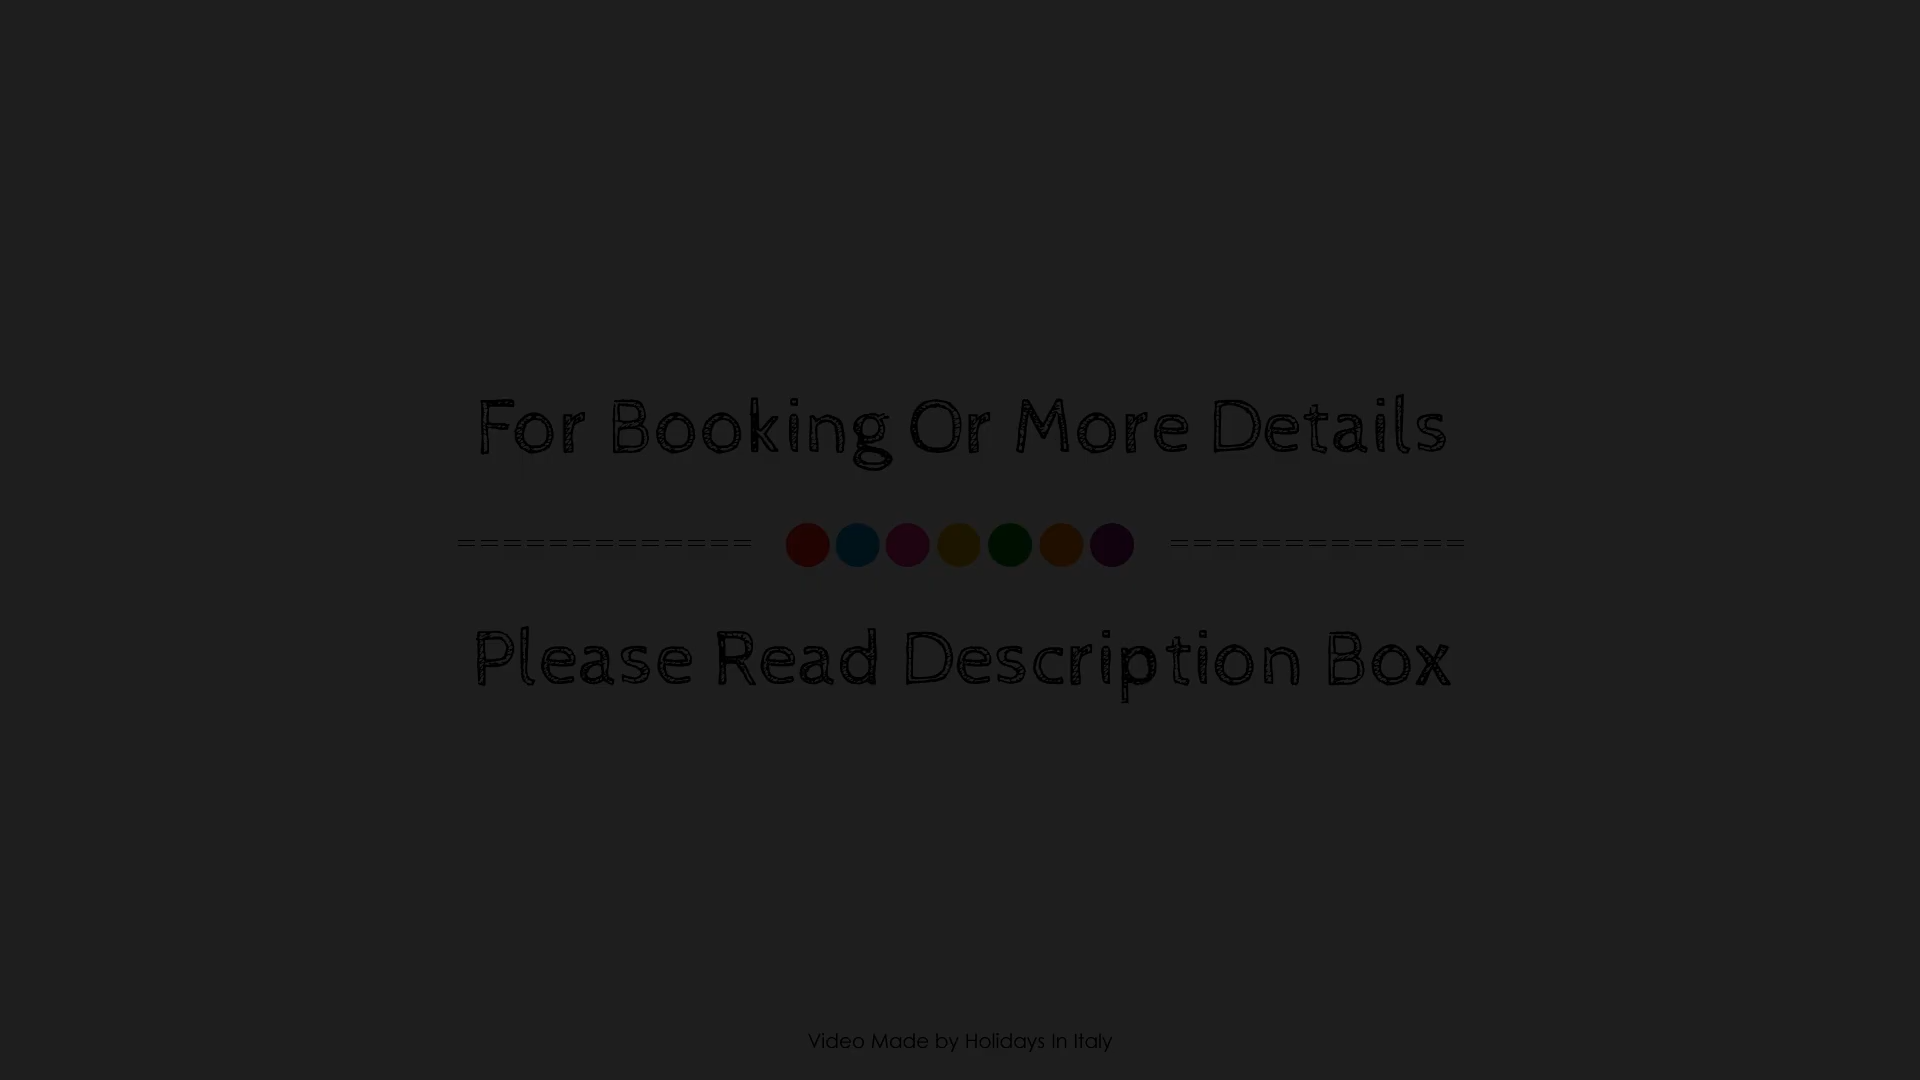 For Booking Or More Details
============= =============
Please Read Description Box
Video Made by Holidays In Italy